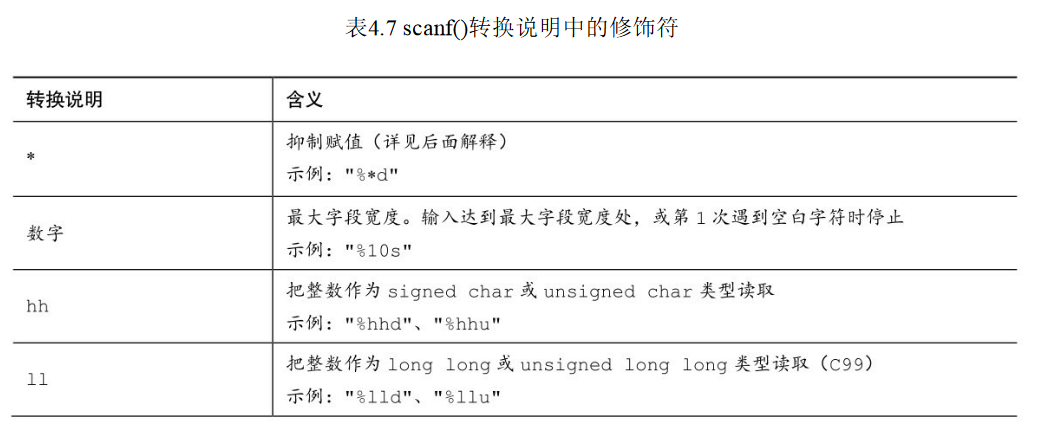 表4.7 scanf()转换说明中的修饰符
转换说明 含义
* 抑制赋值（详见后面解释）
示例："%*d"
数字 最大字段宽度。输入达到最大字段宽度处，或第1次遇到空白字符时停止
示例："%10s"
hh 把整数作为 signed char 或 unsigned char 类型读取
示例："%hhd"、"%hhu"
ll 把整数作为 long long 或 unsigned long long 类型读取（C99）
示例："%lld"、"%llu"